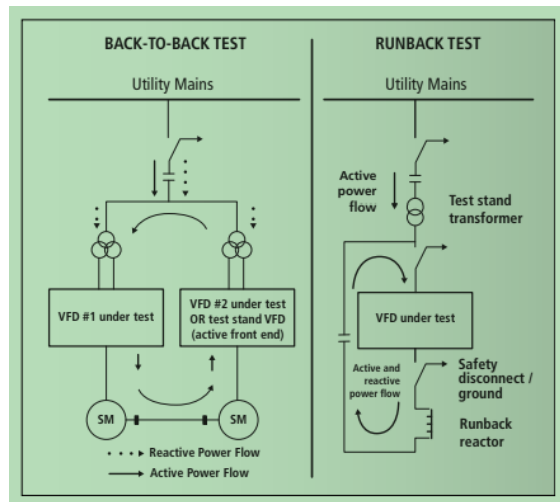 BACK-TO-BACK TEST
Utility Mains
VFD #1 under test
VFD #2 under test
OR test stand VFD
(active front end)
SM
SM
Reactive Power Flow
Active Power Flow
RUNBACK TEST
Utility Mains
Active
power
flow
Test stand
transformer
VFD under test
Active and
reactive
power flow
Safety
disconnect /
ground
Runback
reactor